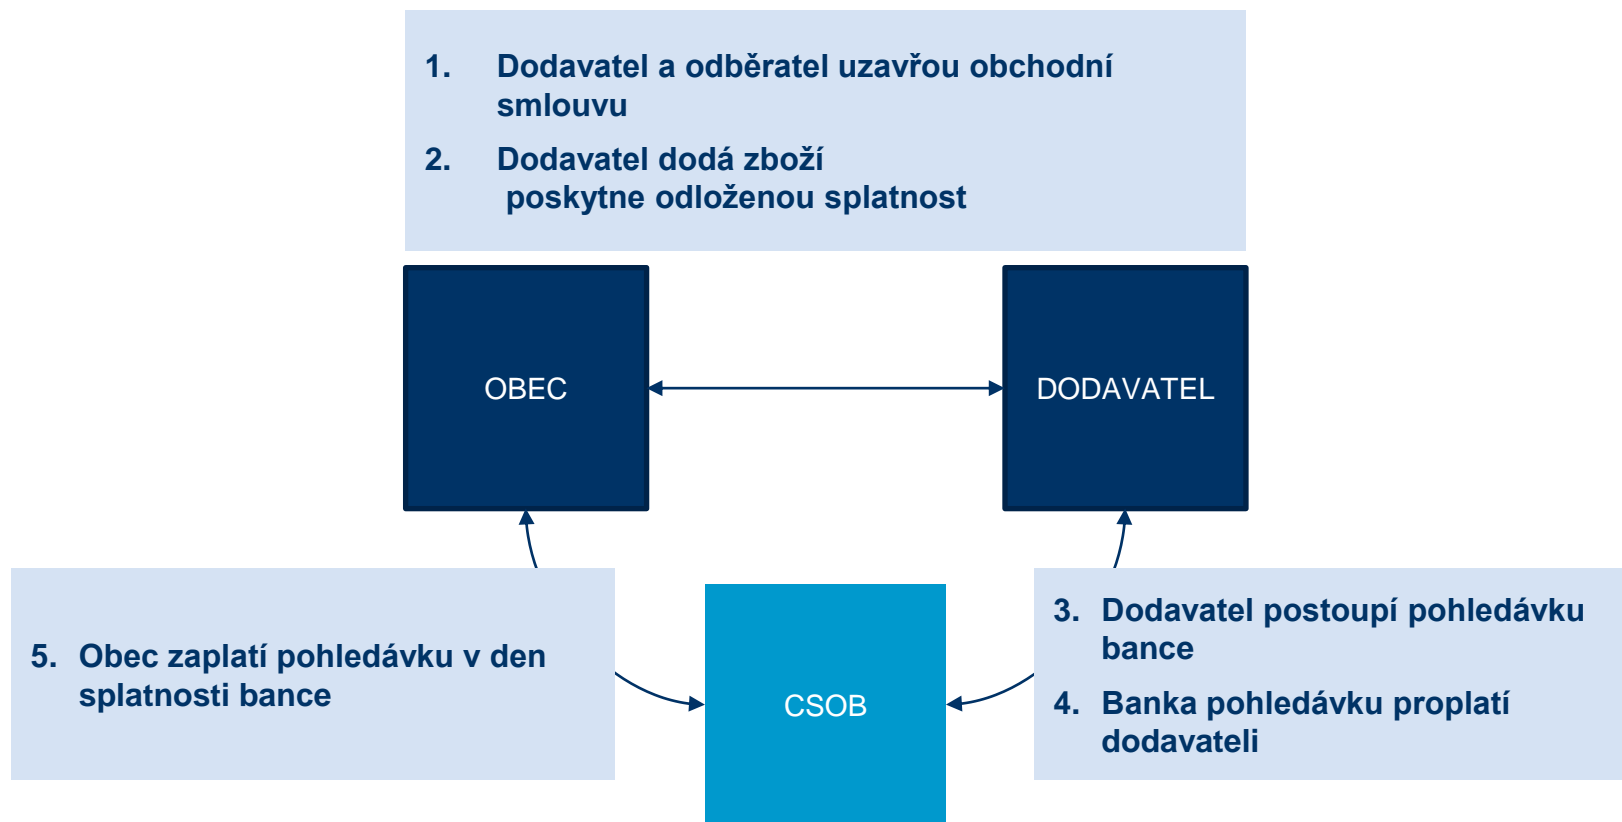 1. Dodavatel a odběratel uzavřou obchodní
smlouvu
2. Dodavatel dodá zboží
poskytne odloženou splatnost
OBEC
DODAVATEL
5. Obec zaplatí pohledávku v den
splatnosti bance
CSOB
3. Dodavatel postoupí pohledávku
bance
4. Banka pohledávku proplatí
dodavateli